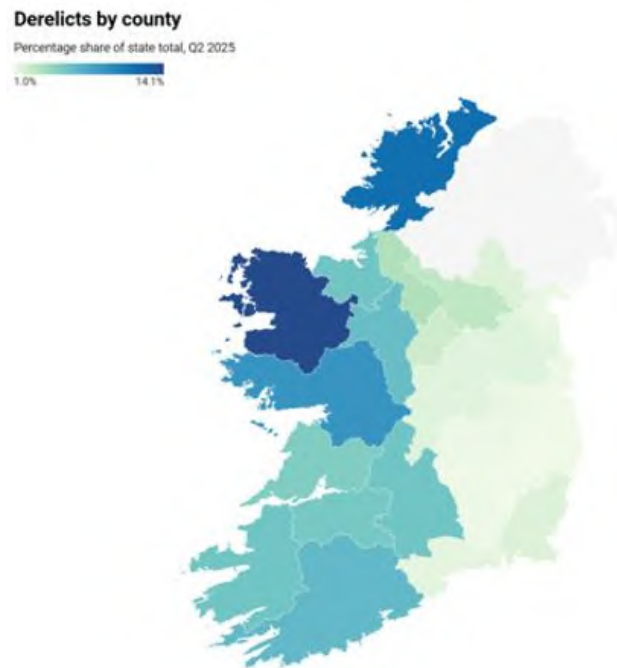 Derelicts by county
Percentage share of state total, Q2 2025
1.0% 14.1%